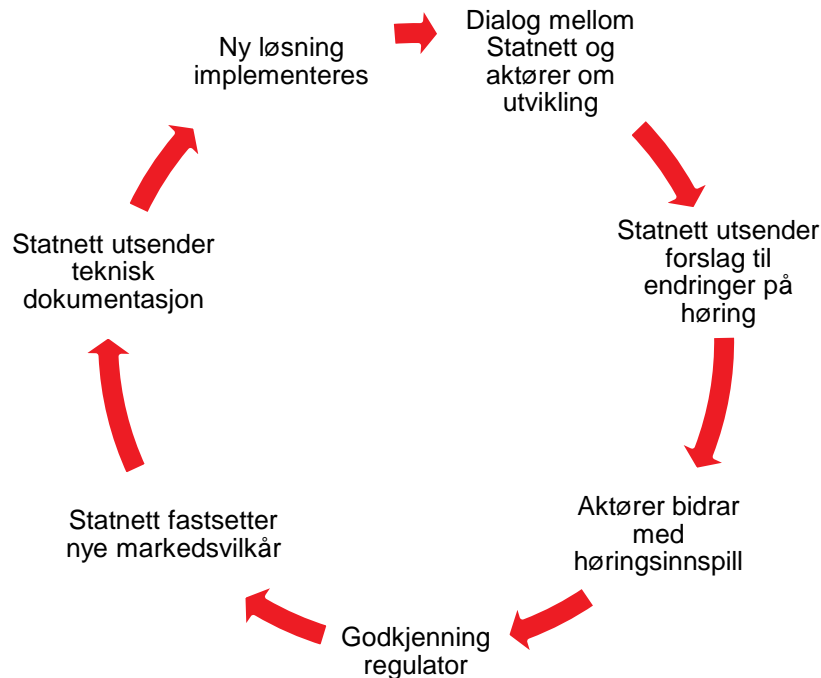 Dialog mellom
Statnett og
aktører om
utvikling
Statnett utsender
forslag til
endringer på
høring
Aktører bidrar
med
høringsinnspill
Godkjenning
regulator
Statnett fastsetter
nye markedsvilkår
Statnett utsender
teknisk
dokumentasjon
Ny løsning
implementeres